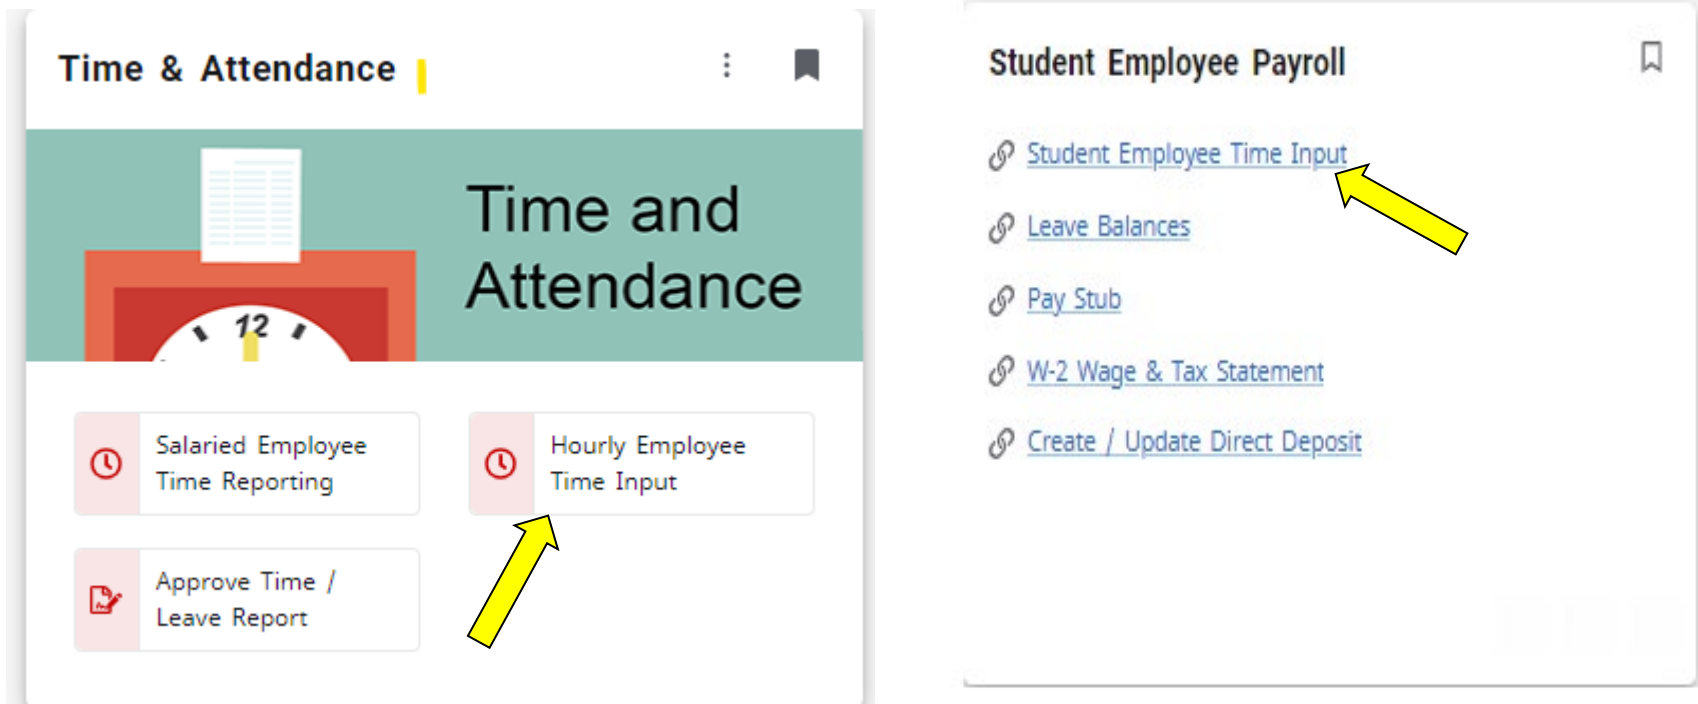 Time & Attendance
Time and
Attendance
12
Salaried Employee
Time Reporting
Hourly Employee
Time Input
Approve Time /
Leave Report
Student Employee Payroll
Student Employee Time Input
Leave Balances
Pay Stub
W-2 Wage & Tax Statement
Create / Update Direct Deposit